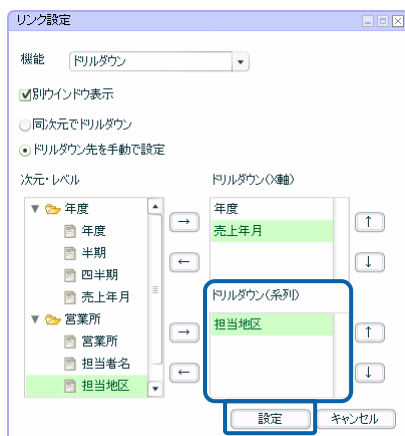 リンク設定
機能 ドリルダウン
別ウインドウ表示
同次元でドリルダウン
ドリルダウン先を手動で設定
次元・レベル ドリルダウン(X軸)
年度
年度
半期
四半期
売上年月
営業所
営業所
担当者名
担当地区
年度
売上年月
→
←
↑
↓
ドリルダウン(系列)
担当地区
→
←
↑
↓
設定 キャンセル